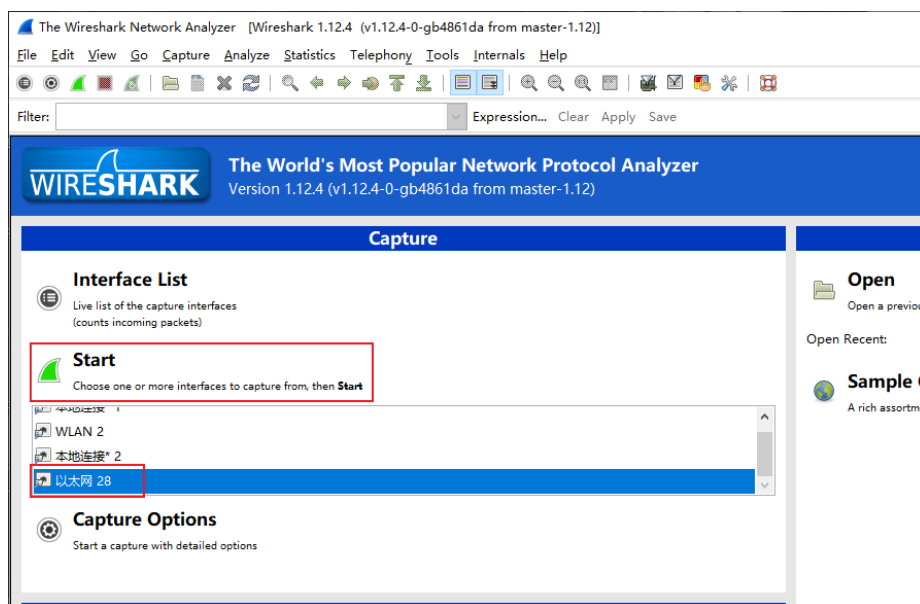 The Wireshark Network Analyzer [Wireshark 1.12.4 (v1.12.4-0-gb4861da from master-1.12)]
File Edit View Go Capture Analyze Statistics Telephony Tools Internals Help
Filter: Expression... Clear Apply Save
WIRESHARK
The World's Most Popular Network Protocol Analyzer
Version 1.12.4 (v1.12.4-0-gb4861da from master-1.12)
Capture
Interface List
Live list of the capture interfaces
(counts incoming packets)
Start
Choose one or more interfaces to capture from, then Start
WLAN 2
本地连接* 2
以太网 28
Capture Options
Start a capture with detailed options
Open
Open a
Open Recent:
Sample
A rich